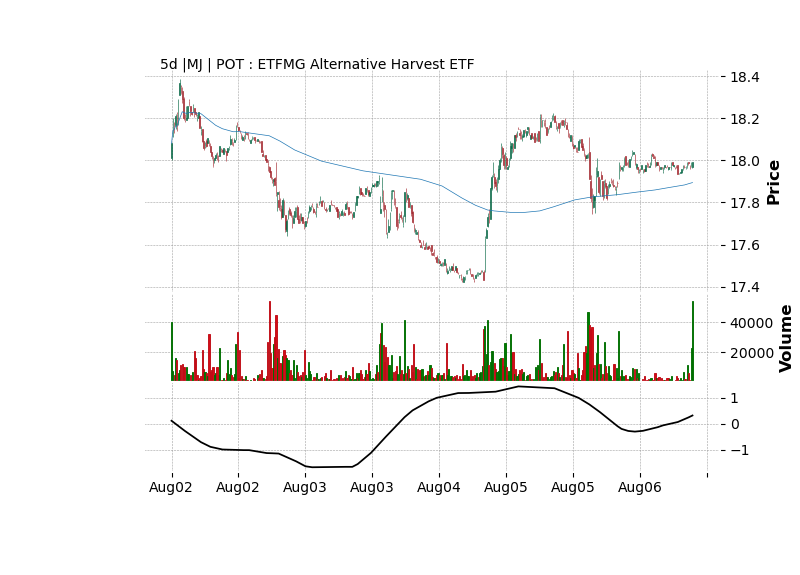 5d |MJ | POT : ETFMG Alternative Harvest ETF
18.4
18.2
18.0
17.8
17.6
17.4
Price
40000
20000
Volume
1
0
−1
Aug02 Aug02 Aug03 Aug03 Aug04 Aug05 Aug05 Aug06